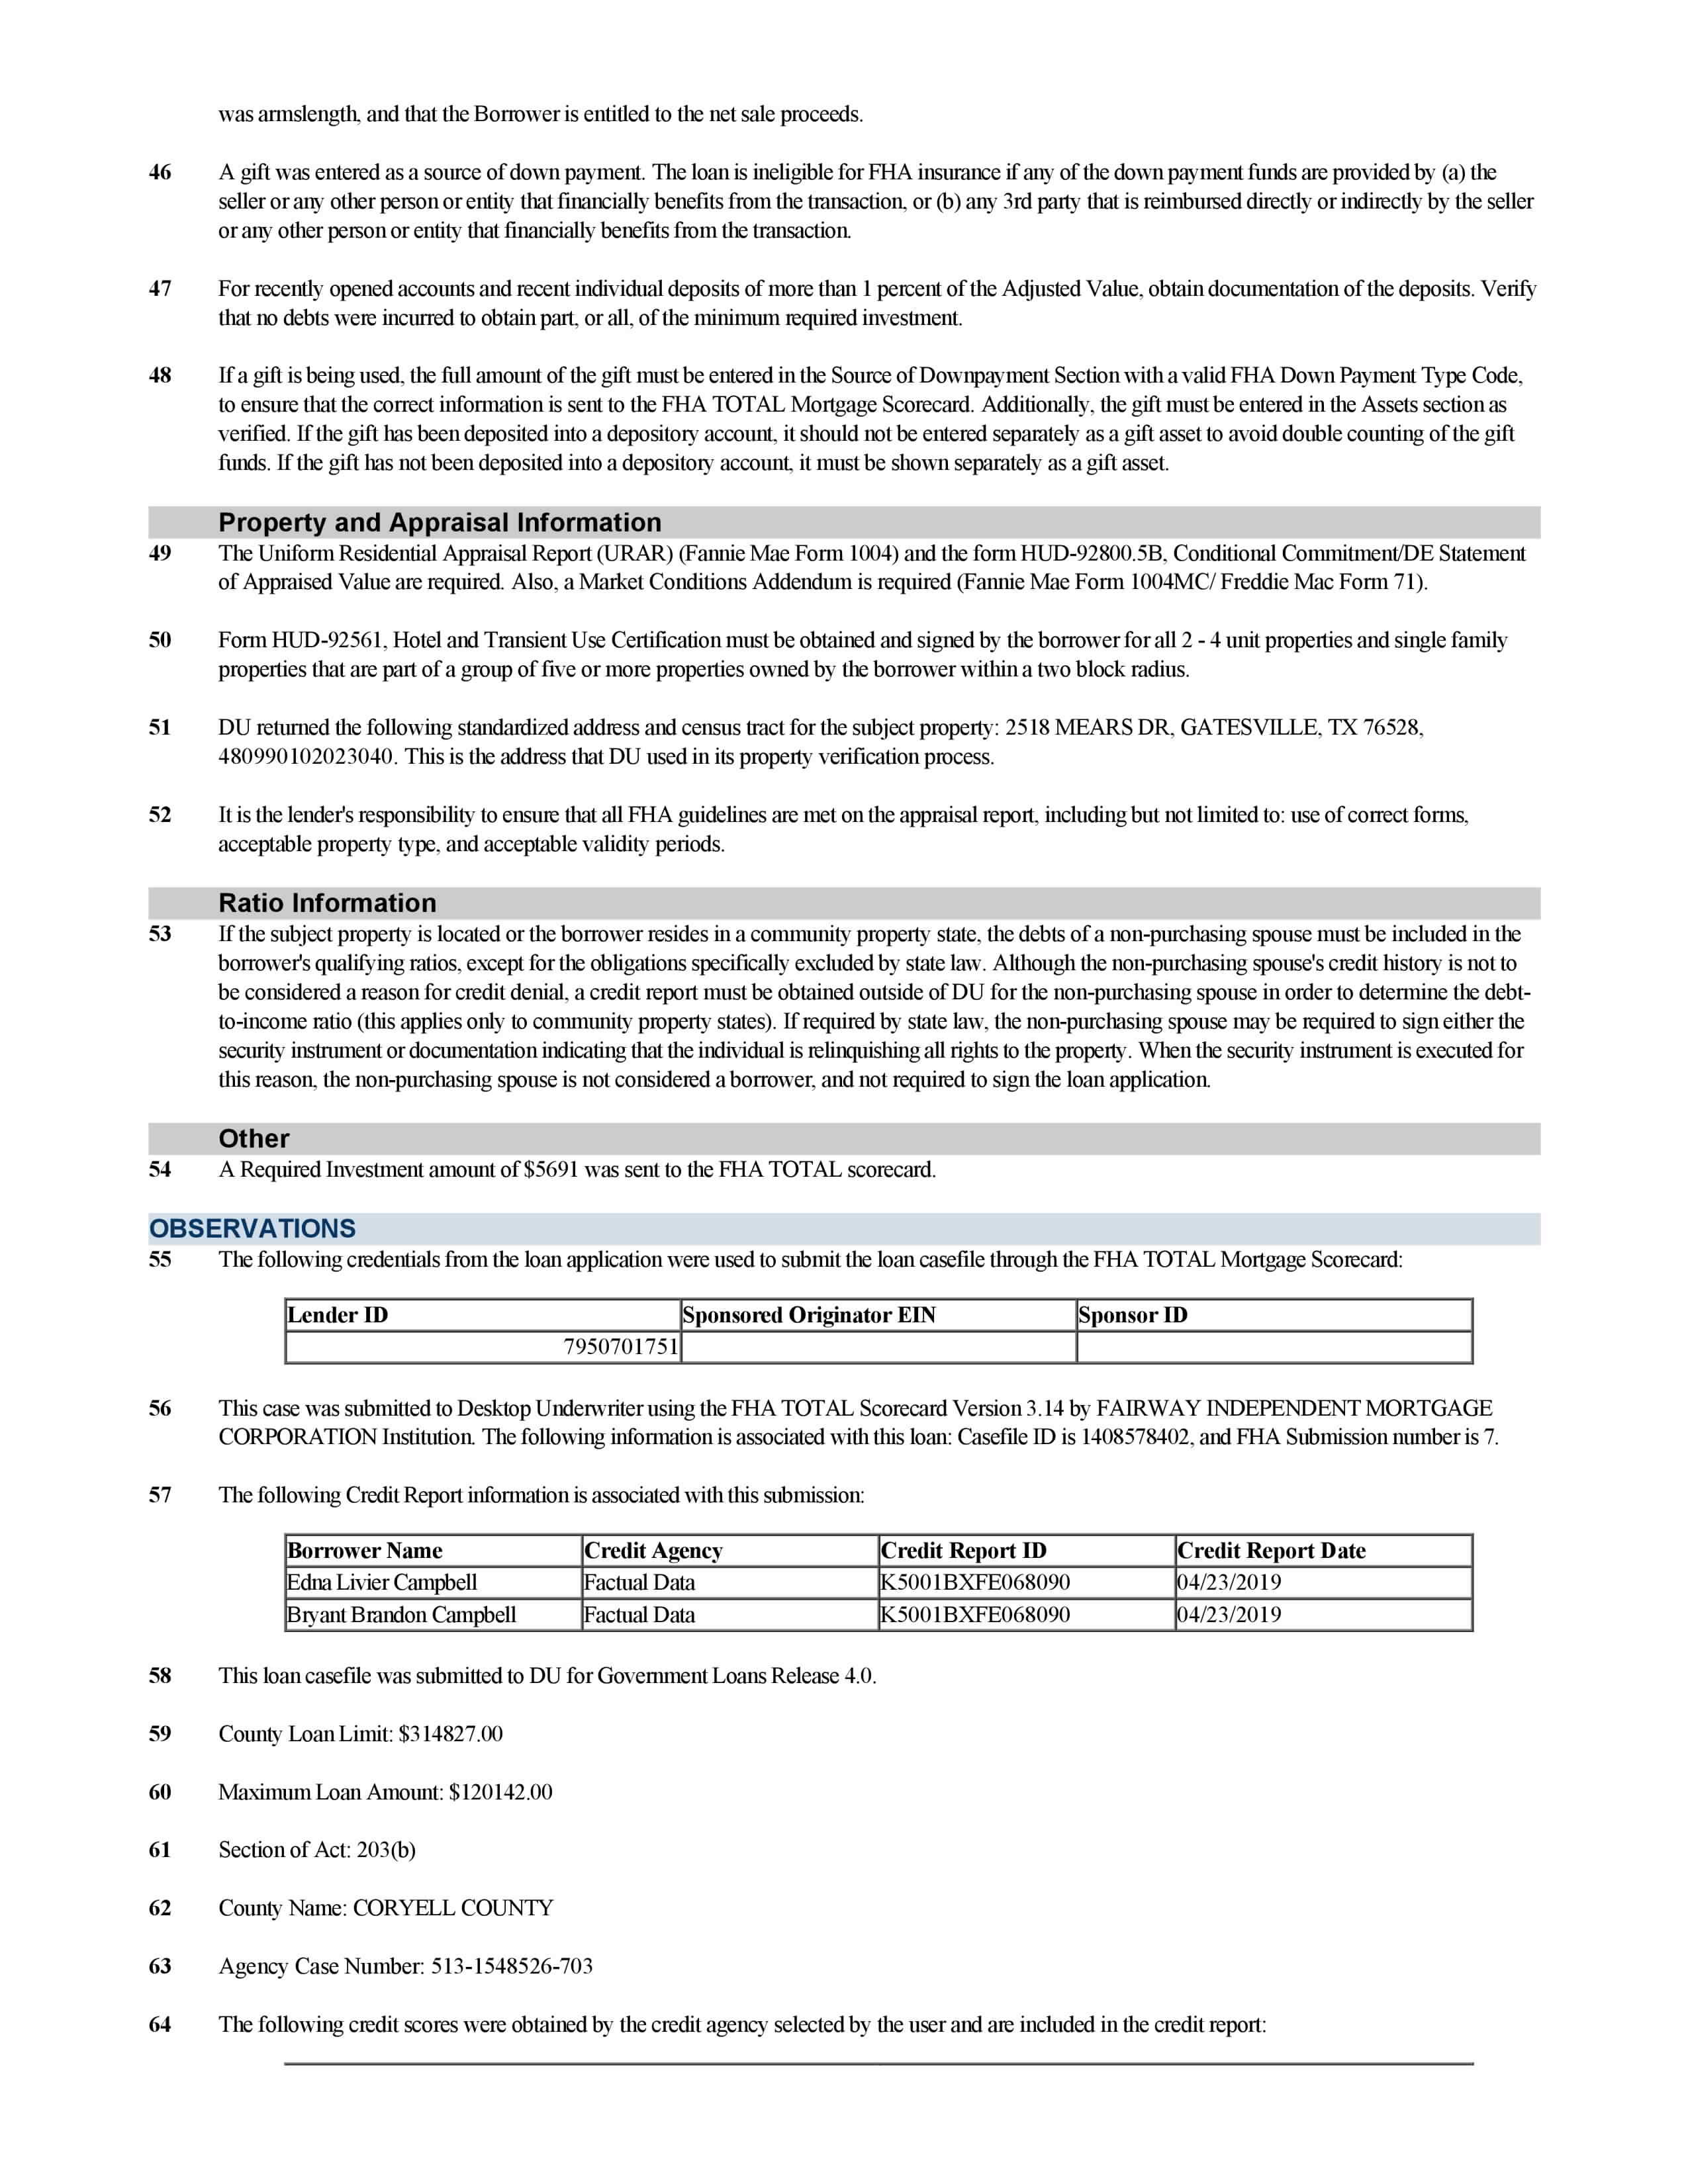 was armslength, and that the Borrower is entitled to the net sale proceeds.
46 A gift was entered as a source of down payment. The loan is ineligible for FHA insurance if any of the down payment funds are provided by (a) the
seller or any other person or entity that financially benefits from the transaction, or (b) any 3rd party that is reimbursed directly or indirectly by the seller
or any other person or entity that financially benefits from the transaction.
47 For recently opened accounts and recent individual deposits of more than 1 percent of the Adjusted Value, obtain documentation of the deposits. Verify
that no debts were incurred to obtain part, or all, of the minimum required investment.
48 If a gift is being used, the full amount of the gift must be entered in the Source of Downpayment Section with a valid FHA Down Payment Type Code,
to ensure that the correct information is sent to the FHA TOTAL Mortgage Scorecard. Additionally, the gift must be entered in the Assets section as
verified. If the gift has been deposited into a depository account, it should not be entered separately as a gift asset to avoid double counting of the gift
funds. If the gift has not been deposited into a depository account, it must be shown separately as a gift asset.
Property and Appraisal Information
49 The Uniform Residential Appraisal Report (URAR) (Fannie Mae Form 1004) and the form HUD-92800.5B, Conditional Commitment/DE Statement
of Appraised Value are required. Also, a Market Conditions Addendum is required (Fannie Mae Form 1004MC/ Freddie Mac Form 71).
50 Form HUD-92561, Hotel and Transient Use Certification must be obtained and signed by the borrower for all 2 - 4 unit properties and single family
properties that are part of a group of five or more properties owned by the borrower within a two block radius.
51 DU returned the following standardized address and census tract for the subject property: 2518 MEARS DR, GATESVILLE, TX 76528,
480990102023040. This is the address that DU used in its property verification process.
52 It is the lender's responsibility to ensure that all FHA guidelines are met on the appraisal report, including but not limited to: use of correct forms,
acceptable property type, and acceptable validity periods.
Ratio Information
53 If the subject property is located or the borrower resides in a community property state, the debts of a non-purchasing spouse must be included in the
borrower's qualifying ratios, except for the obligations specifically excluded by state law. Although the non-purchasing spouse's credit history is not to
be considered a reason for credit denial, a credit report must be obtained outside of DU for the non-purchasing spouse in order to determine the debt-
to-income ratio (this applies only to community property states). If required by state law, the non-purchasing spouse may be required to sign either the
security instrument or documentation indicating that the individual is relinquishing all rights to the property. When the security instrument is executed for
this reason, the non-purchasing spouse is not considered a borrower, and not required to sign the loan application.
Other
54 A Required Investment amount of $5691 was sent to the FHA TOTAL scorecard.
OBSERVATIONS
55 The following credentials from the loan application were used to submit the loan casefile through the FHA TOTAL Mortgage Scorecard:
Lender ID Sponsored Originator EIN Sponsor ID
7950701751
56 This case was submitted to Desktop Underwriter using the FHA TOTAL Scorecard Version 3.14 by FAIRWAY INDEPENDENT MORTGAGE
CORPORATION Institution. The following information is associated with this loan: Casefile ID is 1408578402, and FHA Submission number is 7.
57 The following Credit Report information is associated with this submission:
Borrower Name Credit Agency Credit Report ID Credit Report Date
Edna Livier Campbell Factual Data K5001BXFE068090 04/23/2019
Bryant Brandon Campbell Factual Data K5001BXFE068090 04/23/2019
58 This loan casefile was submitted to DU for Government Loans Release 4.0.
59 County Loan Limit: $314827.00
60 Maximum Loan Amount: $120142.00
61 Section of Act: 203(b)
62 County Name: CORYELL COUNTY
63 Agency Case Number: 513-1548526-703
64 The following credit scores were obtained by the credit agency selected by the user and are included in the credit report: